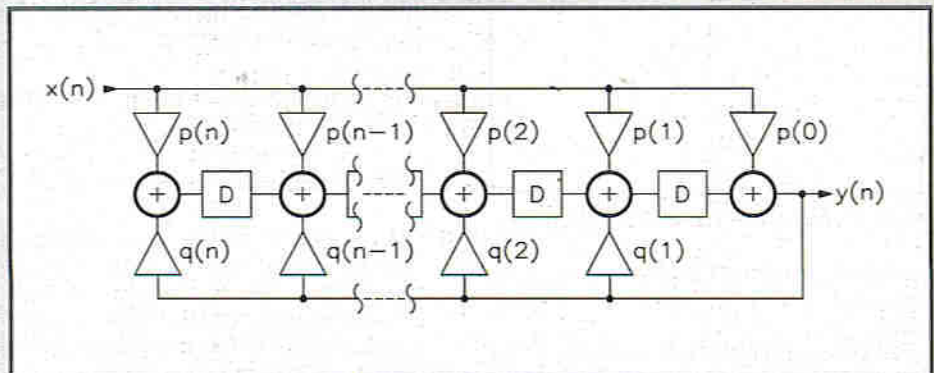 x(n)
p(n) p(n-1) p(2) p(1) p(0)
+ D + + D + D + y(n)
q(n) q(n-1) q(2) q(1)